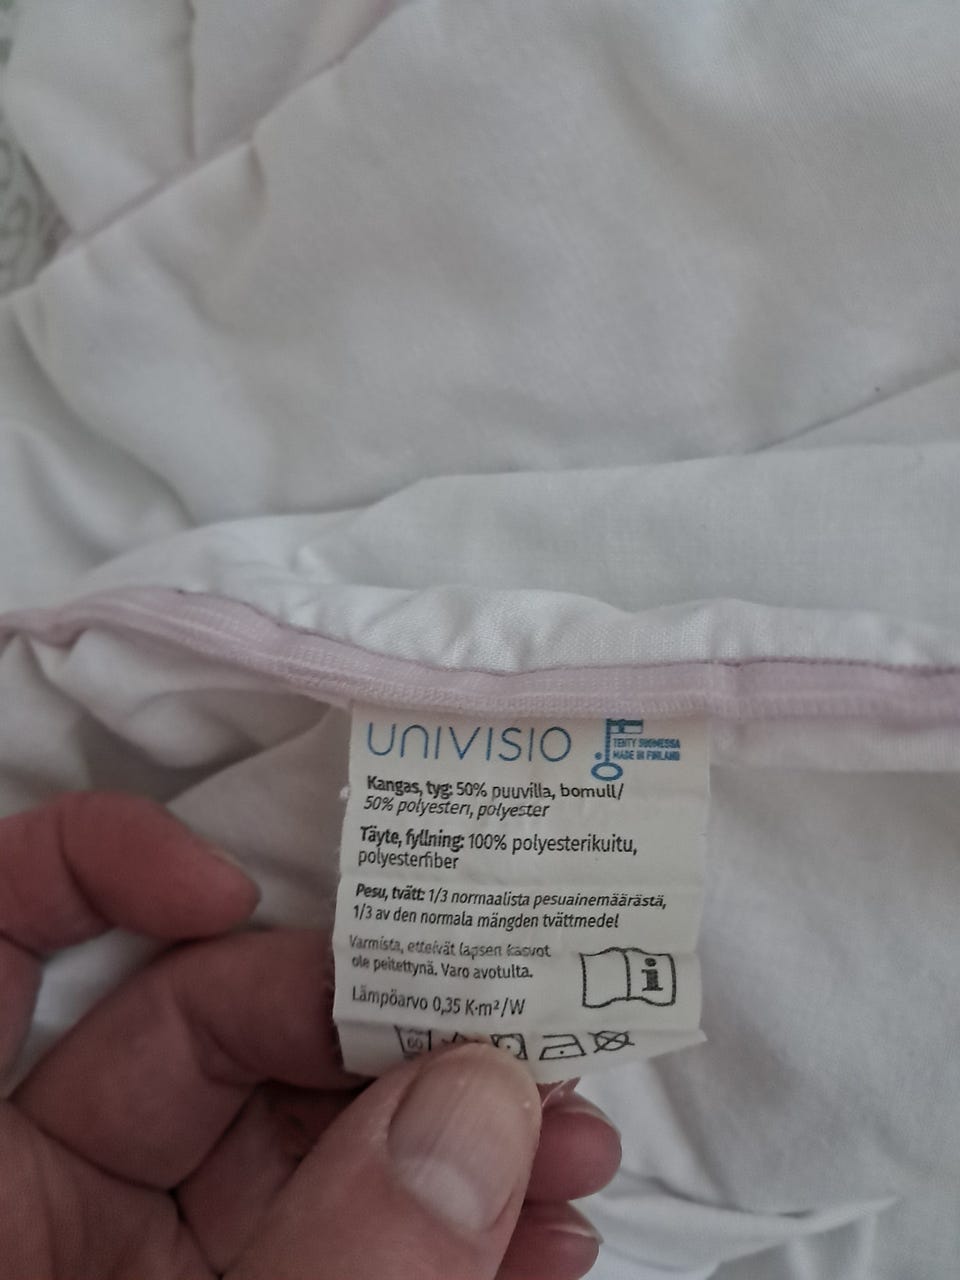 UNIVISIO
TEHTY SUOMESSA
MADE IN FINLAND
Kangas, tyg: 50% puuvilla, bomull/
50% polyesteri, polyester
Täyte, fyllning: 100% polyesterikuitu,
polyesterfiber
Pesu, tvätt: 1/3 normaalista pesuainemäärästä,
1/3 av den normala mängden tvättmedel
Varmista, etteivät lapsen kasvot
ole peitettynä. Varo avotulta.
i
Lämpöarvo 0,35 K·m²/W
60